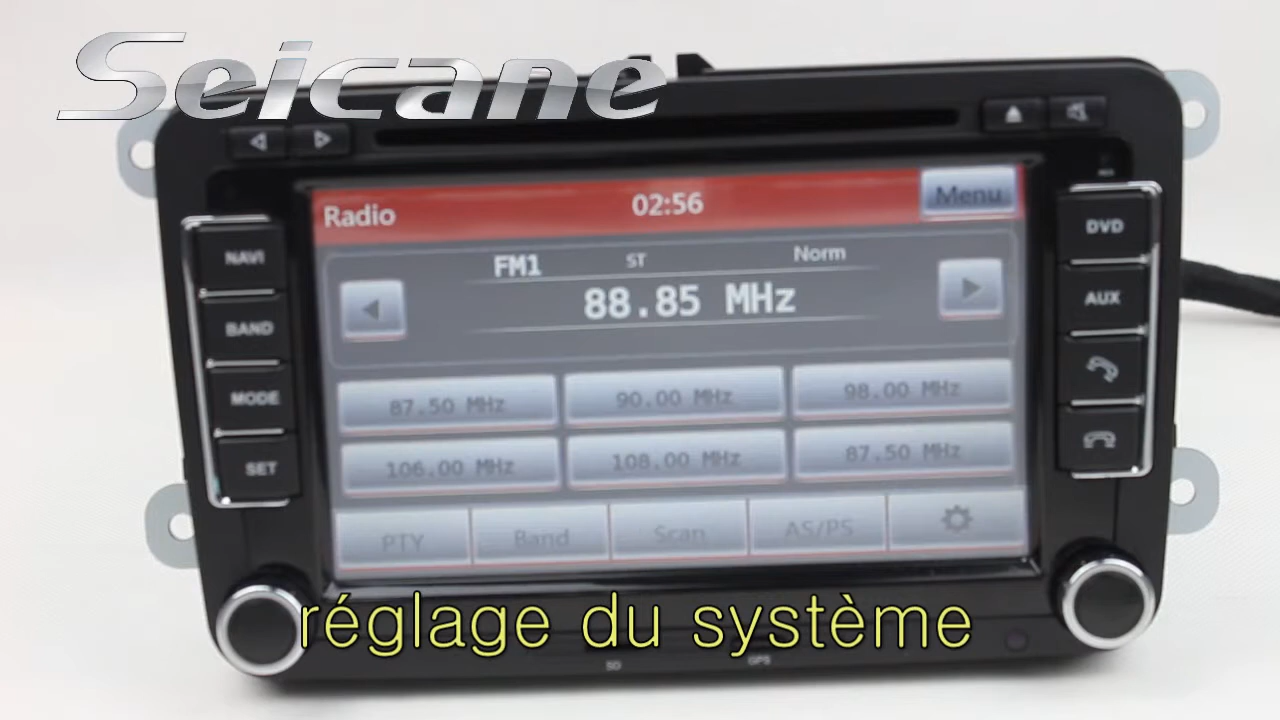 Seicane
Radio 02:56 Menu
FM1 ST Norm
88.85 MHz
87.50 MHz 90.00 MHz 98.00 MHz
106.00 MHz 108.00 MHz 87.50 MHz
PTY Band Scan AS/PS
NAVI
BAND
MODE
SET
DVD
AUX
réglage du système
SD GPS